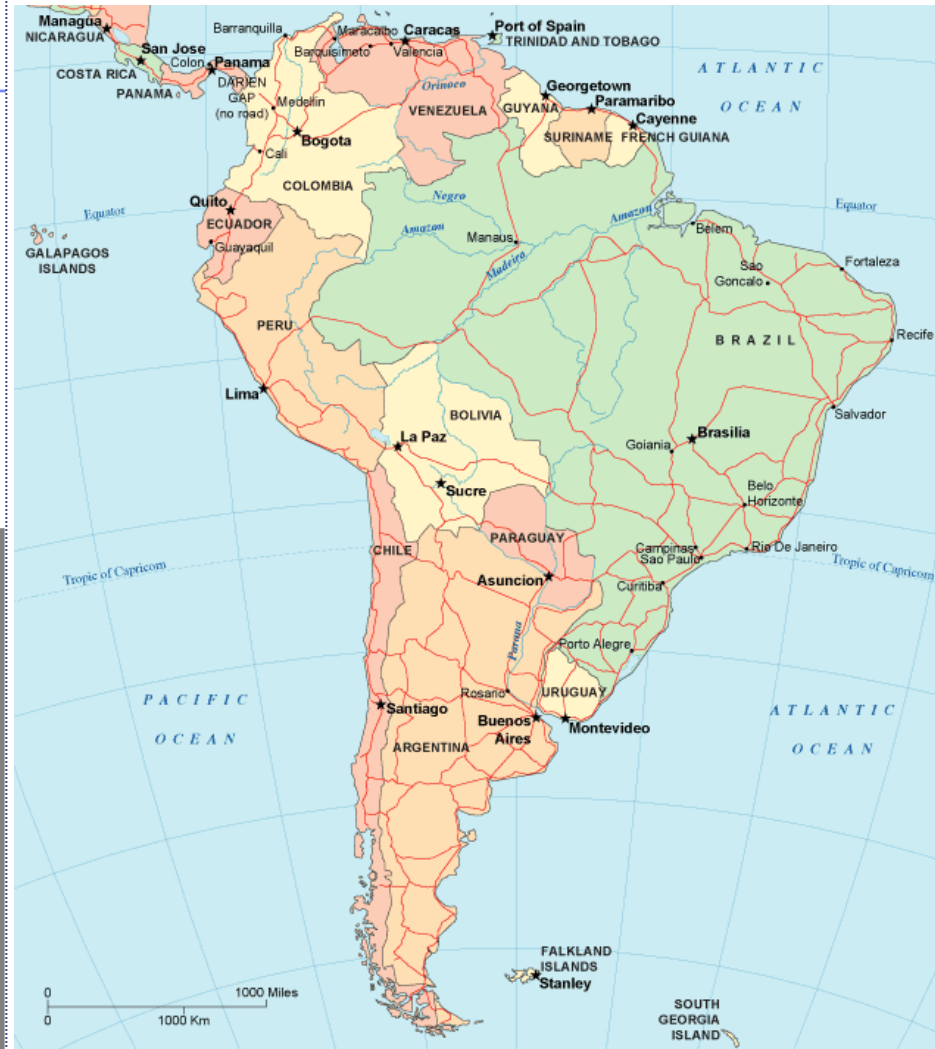 Managua
NICARAGUA
San Jose
COSTA RICA
Colon
Panama
PANAMA
DARIEN
GAP
(no road)
Barranquilla
Maracaibo
Barquisimeto
Valencia
Caracas
Port of Spain
TRINIDAD AND TOBAGO
Orinoco
VENEZUELA
Medellin
Bogota
Cali
COLOMBIA
Georgetown
GUYANA
Paramaribo
SURINAME
Cayenne
FRENCH GUIANA
ATLANTIC
OCEAN
Equator
Quito
ECUADOR
Guayaquil
GALAPAGOS
ISLANDS
Negro
Amazon
Manaus
Madeira
Amazon
Belem
Equator
Sao
Goncalo
Fortaleza
PERU
BRAZIL
Recife
Lima
BOLIVIA
La Paz
Sucre
Goiania
Brasilia
Salvador
Belo
Horizonte
CHILE
PARAGUAY
Asuncion
Campinas
Sao Paulo
Rio De Janeiro
Curitiba
Tropic of Capricorn
Tropic of Capricorn
Parana
Porto Alegre
Rosario
URUGUAY
PACIFIC
OCEAN
Santiago
ARGENTINA
Buenos
Aires
Montevideo
ATLANTIC
OCEAN
FALKLAND
ISLANDS
Stanley
0 1000 Miles
0 1000 Km
SOUTH
GEORGIA
ISLAND